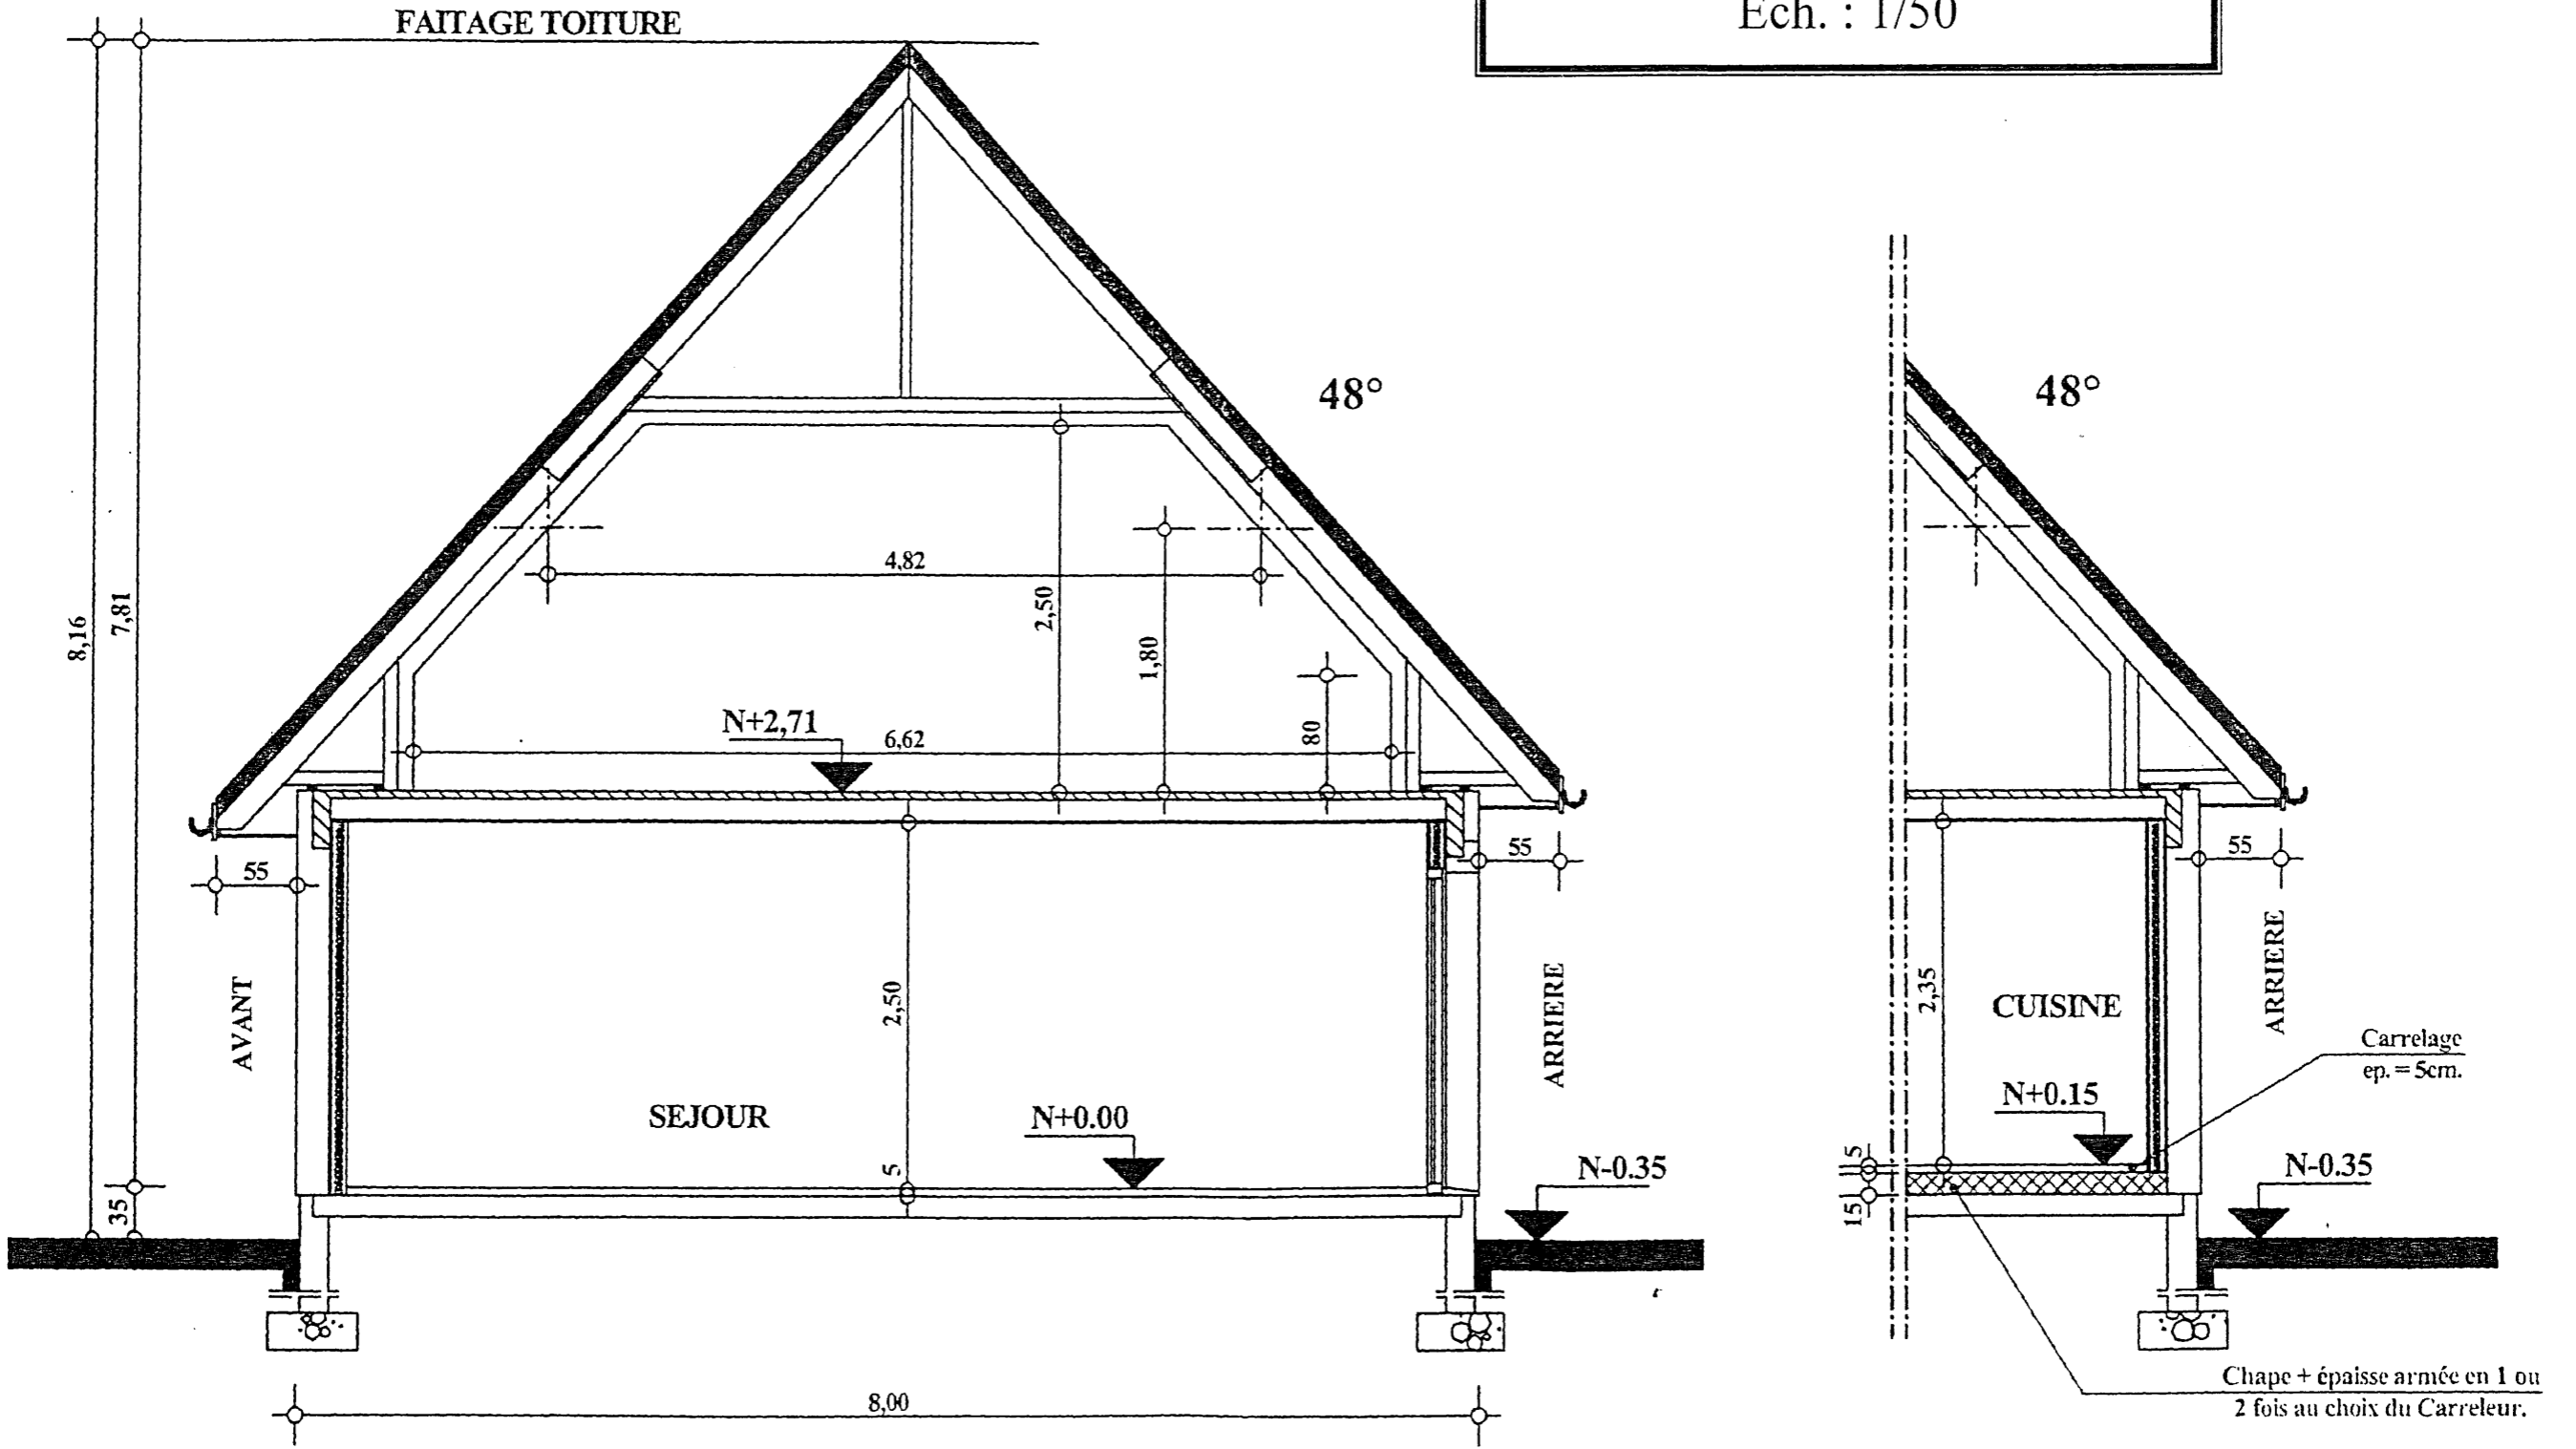 Ech. : 1/50
FAITAGE TOITURE
48°
48°
8,16
7,81
4,82
2,50
1,80
80
N+2,71
6,62
55
55
55
AVANT
2,50
ARRIERE
2,35
CUISINE
ARRIERE
Carrelage
ep. = 5cm.
SEJOUR
N+0.00
N+0.15
5
5
N-0.35
N-0.35
35
15
8,00
Chape + épaisse armée en 1 ou
2 fois au choix du Carreleur.